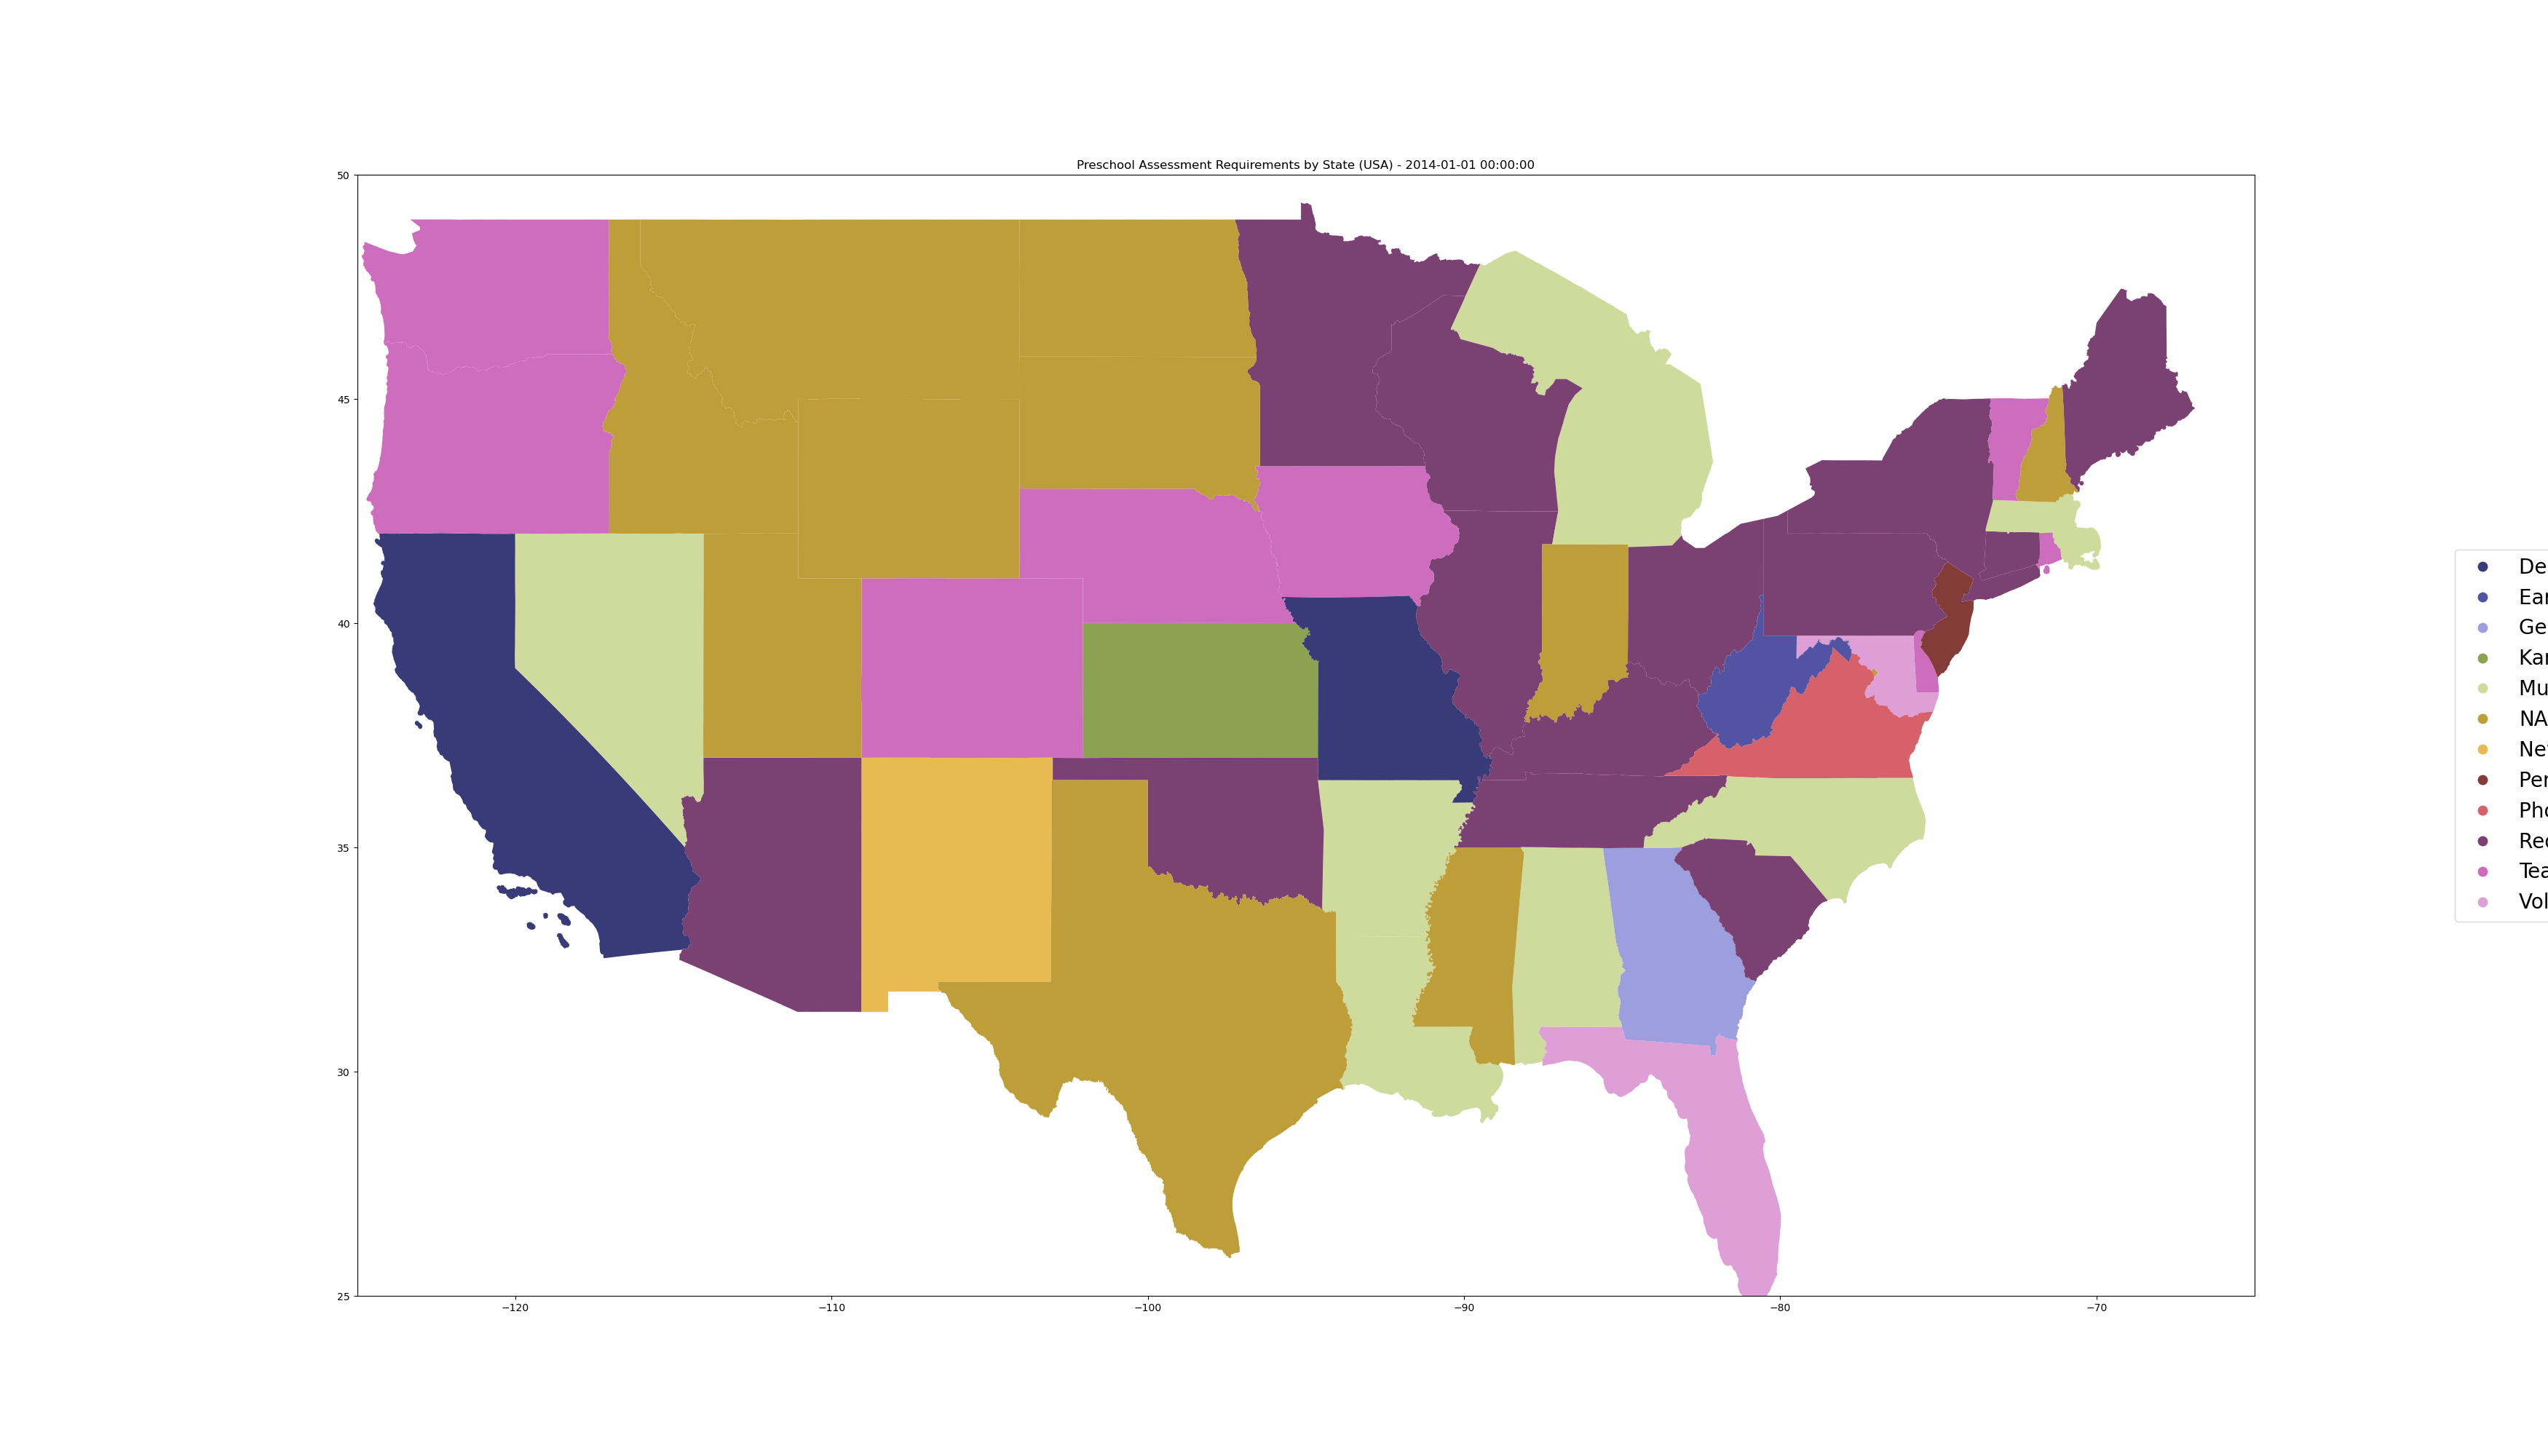 Preschool Assessment Requirements by State (USA) - 2014-01-01 00:00:00
50
45
40
35
30
25
−120
−110
−100
−90
−80
−70
De
Ear
Ge
Kar
Mu
NA
Ne
Per
Pho
Rec
Tea
Vol